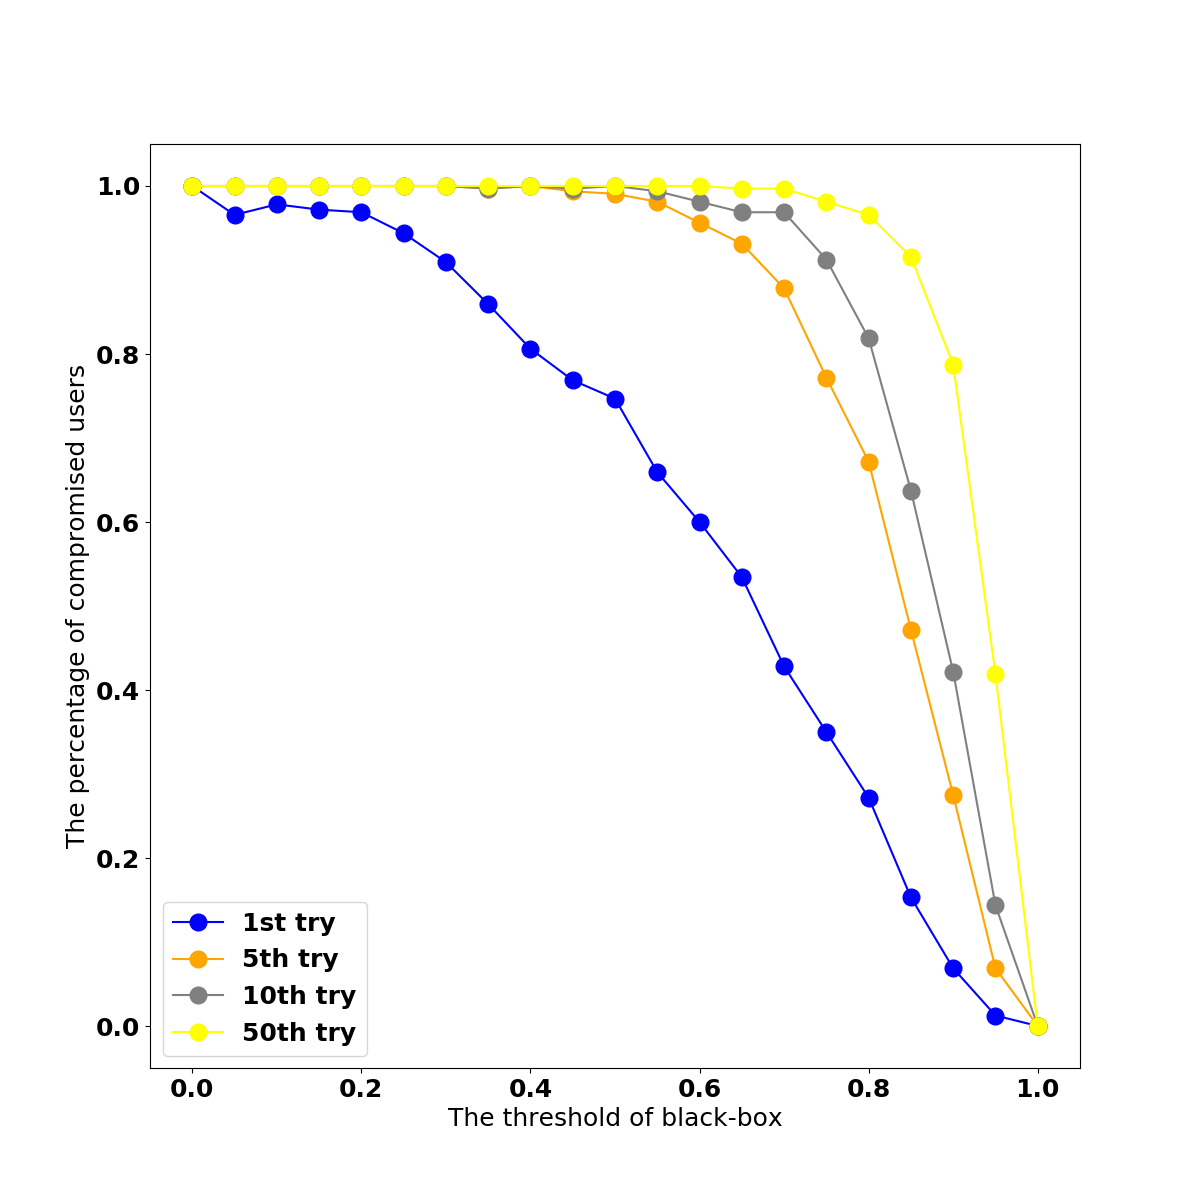 1.0
0.8
0.6
0.4
0.2
0.0
The percentage of compromised users
1st try
5th try
10th try
50th try
0.0 0.2 0.4 0.6 0.8 1.0
The threshold of black-box